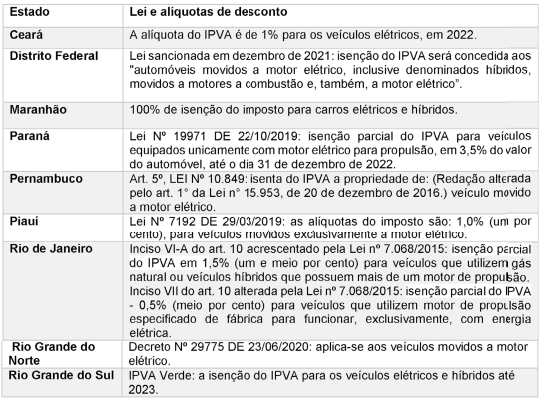 Estado Lei e alíquotas de desconto
Ceará A alíquota do IPVA é de 1% para os veículos elétricos, em 2022.
Distrito Federal Lei sancionada em dezembro de 2021: isenção do IPVA será concedida aos
"automóveis movidos a motor elétrico, inclusive denominados híbridos,
movidos a motores a combustão e, também, a motor elétrico".
Maranhão 100% de isenção do imposto para carros elétricos e híbridos.
Paraná Lei Nº 19971 DE 22/10/2019: isenção parcial do IPVA para veículos
equipados unicamente com motor elétrico para propulsão, em 3,5% do valor
do automóvel, até o dia 31 de dezembro de 2022.
Pernambuco Art. 5º, LEI Nº 10.849: isenta do IPVA a propriedade de: (Redação alterada
pelo art. 1° da Lei n° 15.953, de 20 de dezembro de 2016.) veículo movido
a motor elétrico.
Piauí Lei Nº 7192 DE 29/03/2019: as alíquotas do imposto são: 1,0% (um por
cento), para veículos movidos exclusivamente a motor elétrico.
Rio de Janeiro Inciso VI-A do art. 10 acrescentado pela Lei nº 7.068/2015: isenção parcial
do IPVA em 1,5% (um e meio por cento) para veículos que utilizem gás
natural ou veículos híbridos que possuem mais de um motor de propulsão.
Inciso VII do art. 10 alterada pela Lei nº 7.068/2015: isenção parcial do IPVA
- 0,5% (meio por cento) para veículos que utilizem motor de propulsão
especificado de fábrica para funcionar, exclusivamente, com energia
elétrica.
Rio Grande do Decreto Nº 29775 DE 23/06/2020: aplica-se aos veículos movidos a motor
Norte elétrico.
Rio Grande do Sul IPVA Verde: a isenção do IPVA para os veículos elétricos e híbridos até
2023.